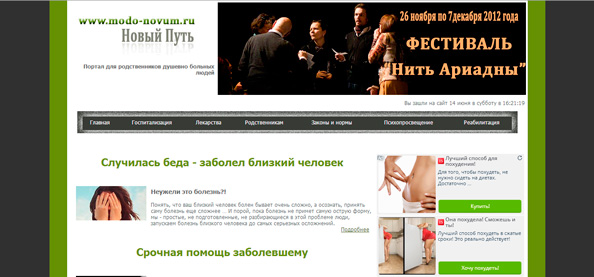 www.modo-novum.ru
Новый Путь
Портал для родственников душевно больных
людей
26 ноября по 7декабря 2012 года
ФЕСТИВАЛЬ
“Нить Ариадны”
Вы зашли на сайт 14 июня в субботу в 16:21:19
Главная Госпитализация Лекарства Родственникам Законы и нормы Психопросвещение Реабилитация
Случилась беда - заболел близкий человек
Неужели это болезнь?!
Понять, что ваш близкий человек болен бывает очень сложно, а осознать, принять
саму болезнь еще сложнее ... И порой, пока болезнь не примет острую форму,
мы - простые, не подготовленные, не разбирающиеся в этой проблеме люди,
запускаем болезнь близкого человека до самых серьезных осложнений.
Подробнее
Срочная помощь заболевшему
Лучшей способ для
похудения!
Для того, чтобы похудеть,
не нужно сидеть на диетах.
Достаточно ...
Купить!
Она похудела! Сможешь и
ты!
Лучший способ похудеть в сжатые
сроки! Это реально действует!
Хочу похудеть!